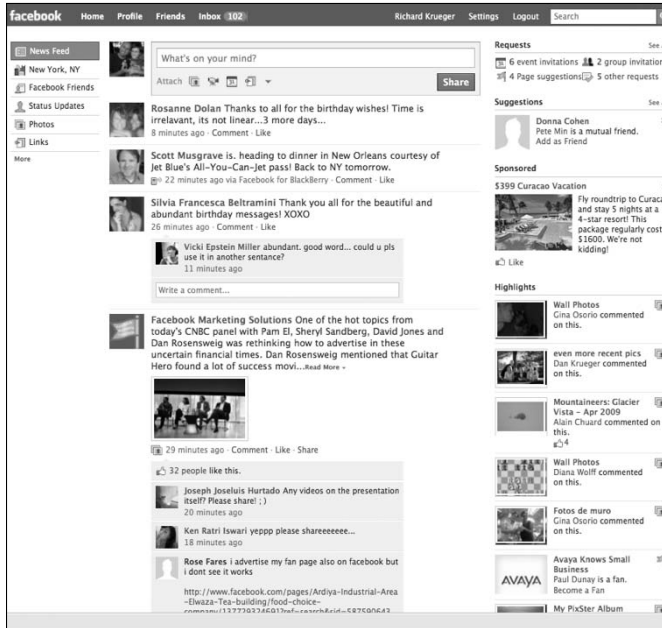 facebook Home Profile Friends Inbox 102 Richard Krueger Settings Logout Search
News Feed
New York, NY
Facebook Friends
Status Updates
Photos
Links
More
What's on your mind?
Attach
Share
Rosanne Dolan Thanks to all for the birthday wishes! Time is
irrelavant, its not linear...3 more days...
8 minutes ago · Comment · Like
Scott Musgrave is. heading to dinner in New Orleans courtesy of
Jet Blue's All-You-Can-Jet pass! Back to NY tomorrow.
22 minutes ago via Facebook for BlackBerry · Comment · Like
Silvia Francesca Beltramini Thank you all for the beautiful and
abundant birthday messages! XOXO
26 minutes ago · Comment · Like
Vicki Epstein Miller abundant. good word... could u pls
use it in another sentance?
11 minutes ago
Write a comment...
Facebook Marketing Solutions One of the hot topics from
today's CNBC panel with Pam El, Sheryl Sandberg, David Jones and
Dan Rosensweig was rethinking how to advertise in these
uncertain financial times. Dan Rosensweig mentioned that Guitar
Hero found a lot of success movi...Read More
29 minutes ago · Comment · Like · Share
32 people like this.
Joseph Joseluis Hurtado Any videos on the presentation
itself? Please share! ; )
20 minutes ago
Ken Ratri Iswari yeppp please shareeeeeee...
18 minutes ago
Rose Fares i advertise my fan page also on facebook but
i dont see it works
http://www.facebook.com/pages/Ardiya-Industrial-Area
-Elwaza-Tea-building/food-choice-
company/137729324691?ref=search&sid=587590643
Requests See
6 event invitations 2 group invitation
4 Page suggestions 5 other requests
Suggestions See
Donna Cohen
Pete Min is a mutual friend.
Add as Friend
Sponsored
$399 Curacao Vacation
Fly roundtrip to Curaca
and stay 5 nights at a
4-star resort! This
package regularly cost
$1600. We're not
kidding!
Like
Highlights
Wall Photos
Gina Osorio commented
on this.
even more recent pics
Dan Krueger commented
on this.
Mountaineers: Glacier
Vista - Apr 2009
Alain Chuard commented on
this.
4
Wall Photos
Diana Wolff commented
on this.
Fotos de muro
Gina Osorio commented
on this.
AVAYA
Avaya Knows Small
Business
Paul Dunay is a fan.
Become a Fan
My PixSter Album